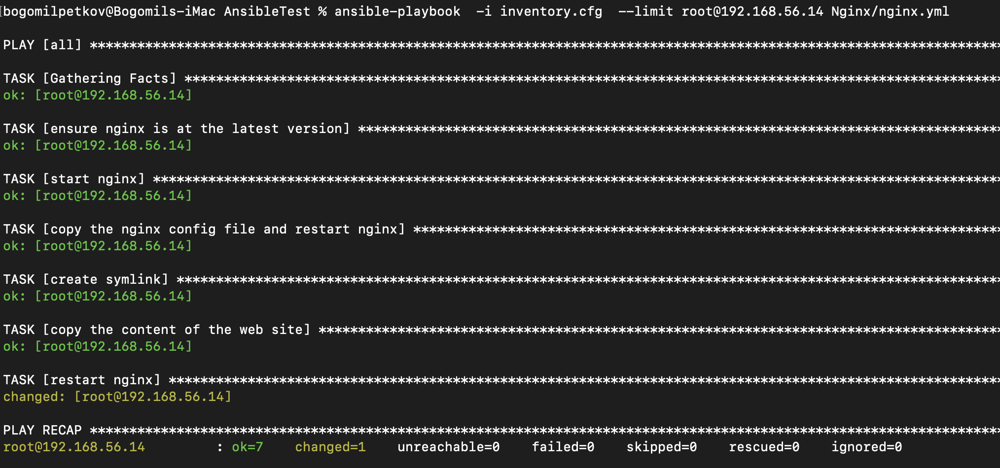 [bogomilpetkov@Bogomils-iMac AnsibleTest % ansible-playbook  -i inventory.cfg  --limit root@192.168.56.14 Nginx/nginx.yml
PLAY [all] *******************************************************************************************************************
TASK [Gathering Facts] *******************************************************************************************************
ok: [root@192.168.56.14]
TASK [ensure nginx is at the latest version] *********************************************************************************
ok: [root@192.168.56.14]
TASK [start nginx] ***********************************************************************************************************
ok: [root@192.168.56.14]
TASK [copy the nginx config file and restart nginx] **************************************************************************
ok: [root@192.168.56.14]
TASK [create symlink] ********************************************************************************************************
ok: [root@192.168.56.14]
TASK [copy the content of the web site] **************************************************************************************
ok: [root@192.168.56.14]
TASK [restart nginx] *********************************************************************************************************
changed: [root@192.168.56.14]
PLAY RECAP *******************************************************************************************************************
root@192.168.56.14         : ok=7    changed=1    unreachable=0    failed=0    skipped=0    rescued=0    ignored=0